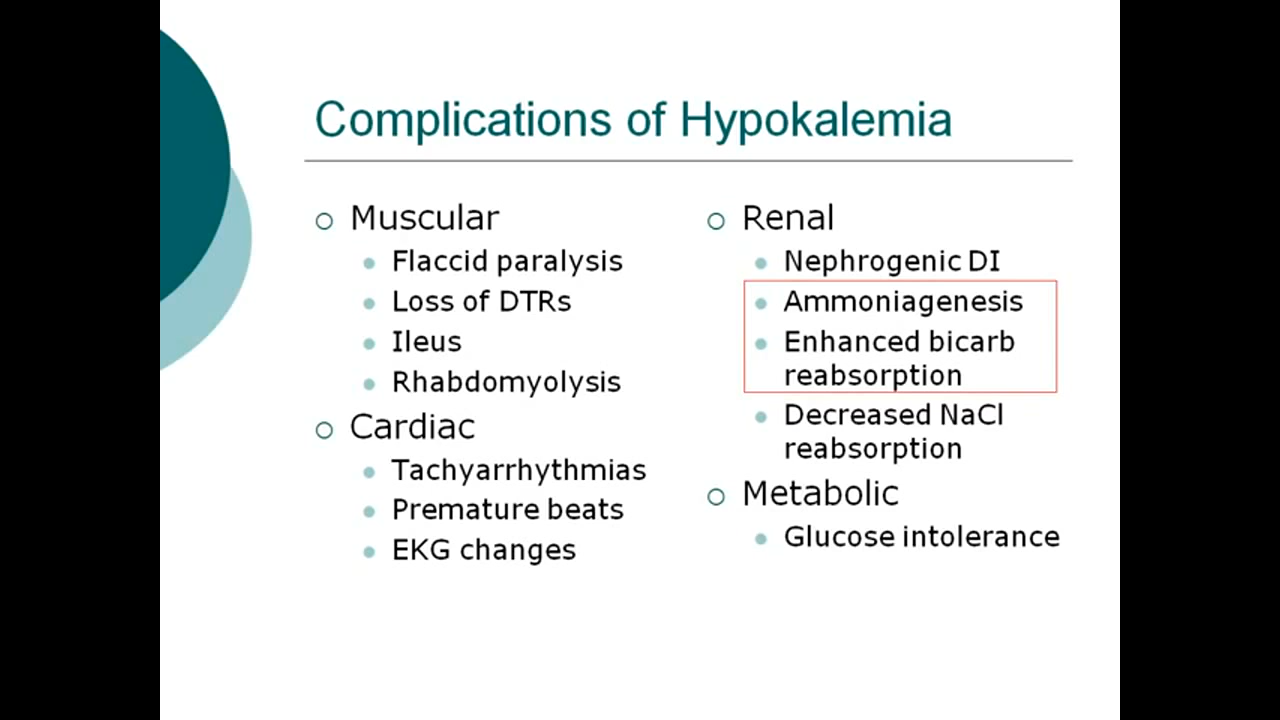 Complications of Hypokalemia
Muscular
Flaccid paralysis
Loss of DTRs
Ileus
Rhabdomyolysis
Cardiac
Tachyarrhythmias
Premature beats
EKG changes
Renal
Nephrogenic DI
Ammoniagenesis
Enhanced bicarb
reabsorption
Decreased NaCl
reabsorption
Metabolic
Glucose intolerance